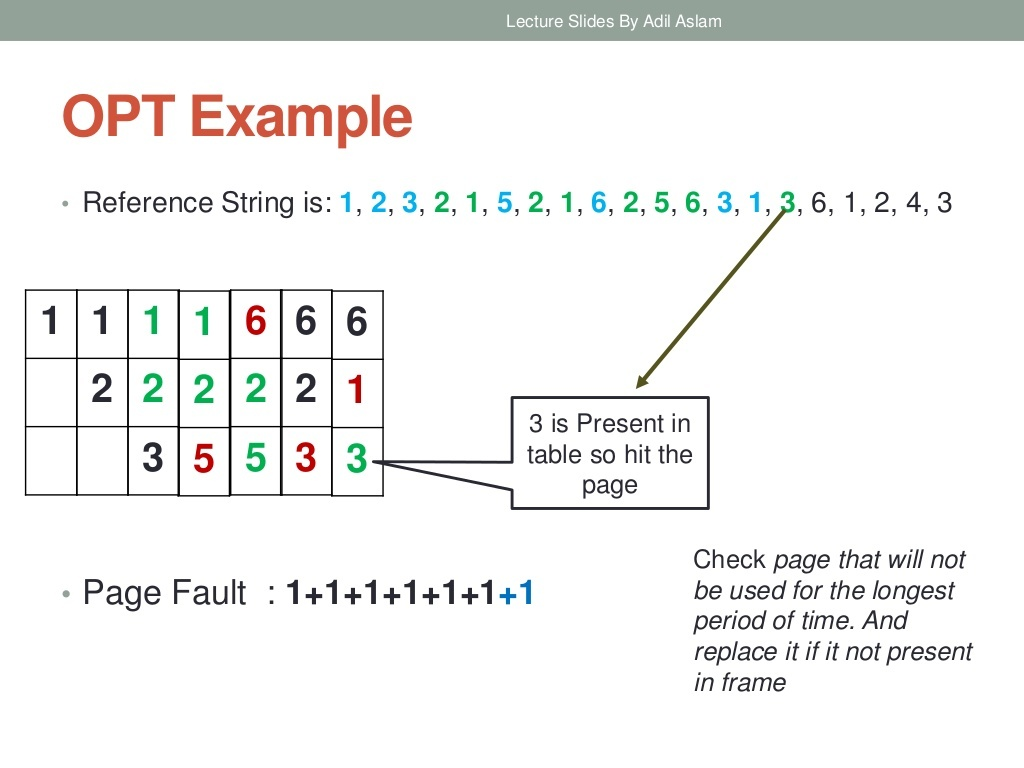 Lecture Slides By Adil Aslam
OPT Example
• Reference String is: 1, 2, 3, 2, 1, 5, 2, 1, 6, 2, 5, 6, 3, 1, 3, 6, 1, 2, 4, 3
1 1 1 1 6 6 6
2 2 2 2 2 1
3 5 5 3 3
3 is Present in
table so hit the
page
• Page Fault : 1+1+1+1+1+1+1
Check page that will not
be used for the longest
period of time. And
replace it if it not present
in frame